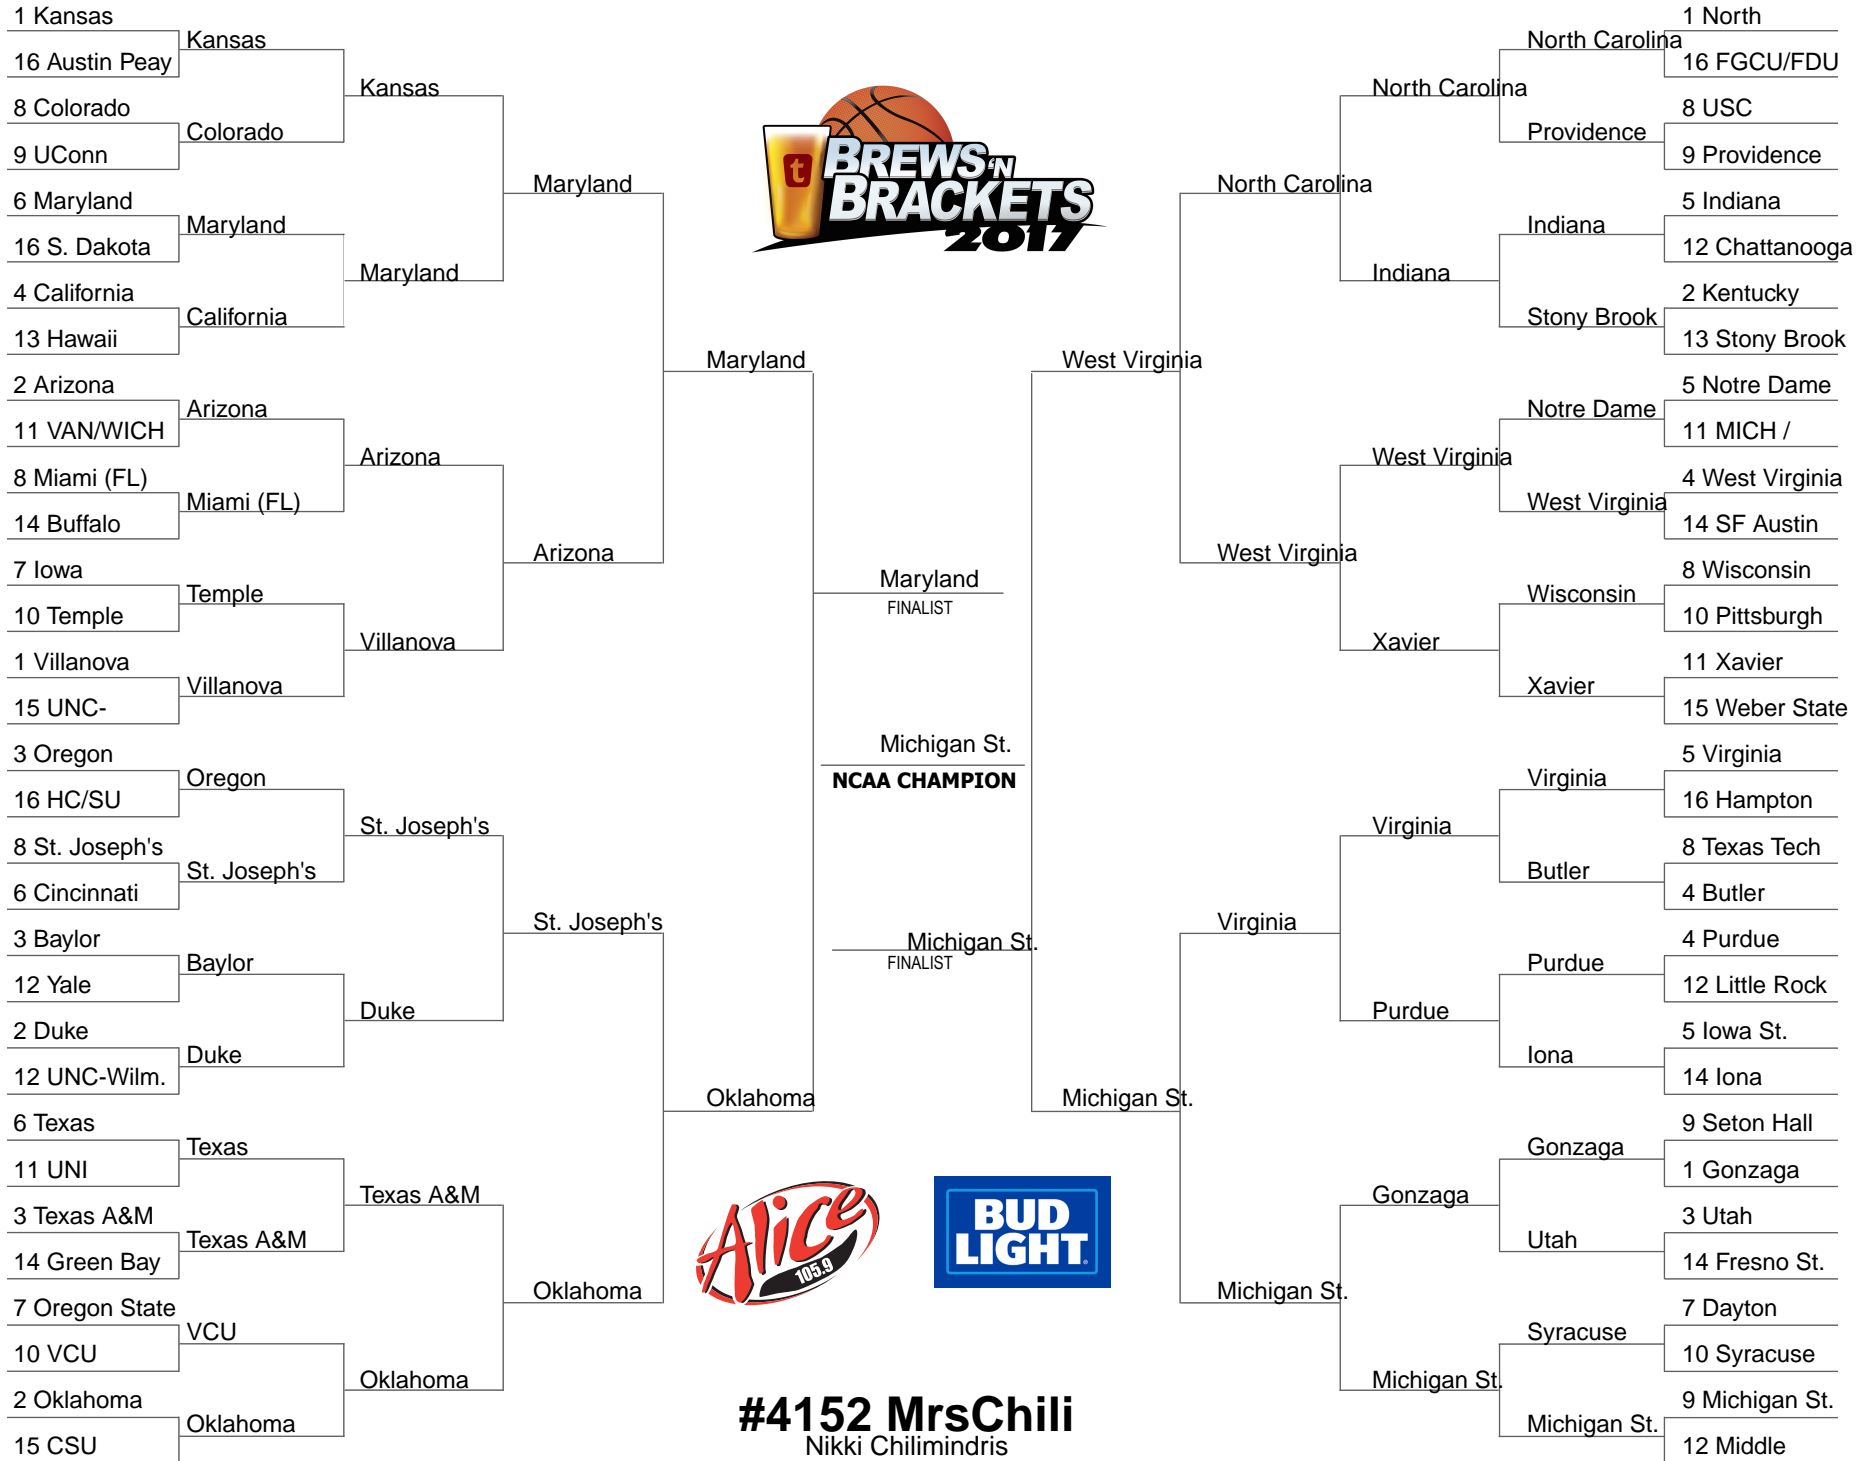 1 Kansas
16 Austin Peay
8 Colorado
9 UConn
6 Maryland
16 S. Dakota
4 California
13 Hawaii
2 Arizona
11 VAN/WICH
8 Miami (FL)
14 Buffalo
7 Iowa
10 Temple
1 Villanova
15 UNC-
3 Oregon
16 HC/SU
8 St. Joseph's
6 Cincinnati
3 Baylor
12 Yale
2 Duke
12 UNC-Wilm.
6 Texas
11 UNI
3 Texas A&M
14 Green Bay
7 Oregon State
10 VCU
2 Oklahoma
15 CSU
Kansas
Colorado
Maryland
California
Arizona
Miami (FL)
Temple
Villanova
Oregon
St. Joseph's
Baylor
Duke
Texas
Texas A&M
VCU
Oklahoma
Kansas
Maryland
Arizona
Villanova
St. Joseph's
Duke
Texas A&M
Oklahoma
Maryland
Arizona
St. Joseph's
Oklahoma
Maryland
Oklahoma
t
BREWS 'N
BRACKETS
2017
Maryland
FINALIST
Michigan St.
NCAA CHAMPION
Michigan St.
FINALIST
Alice
105.9
BUD
LIGHT
#4152 MrsChili
Nikki Chilimindris
West Virginia
Michigan St.
North Carolina
West Virginia
Virginia
Michigan St.
North Carolina
Indiana
West Virginia
Xavier
Virginia
Purdue
Gonzaga
Michigan St.
North Carolina
Providence
Indiana
Stony Brook
Notre Dame
West Virginia
Wisconsin
Xavier
Virginia
Butler
Purdue
Iona
Gonzaga
Utah
Syracuse
Michigan St.
1 North
16 FGCU/FDU
8 USC
9 Providence
5 Indiana
12 Chattanooga
2 Kentucky
13 Stony Brook
5 Notre Dame
11 MICH /
4 West Virginia
14 SF Austin
8 Wisconsin
10 Pittsburgh
11 Xavier
15 Weber State
5 Virginia
16 Hampton
8 Texas Tech
4 Butler
4 Purdue
12 Little Rock
5 Iowa St.
14 Iona
9 Seton Hall
1 Gonzaga
3 Utah
14 Fresno St.
7 Dayton
10 Syracuse
9 Michigan St.
12 Middle